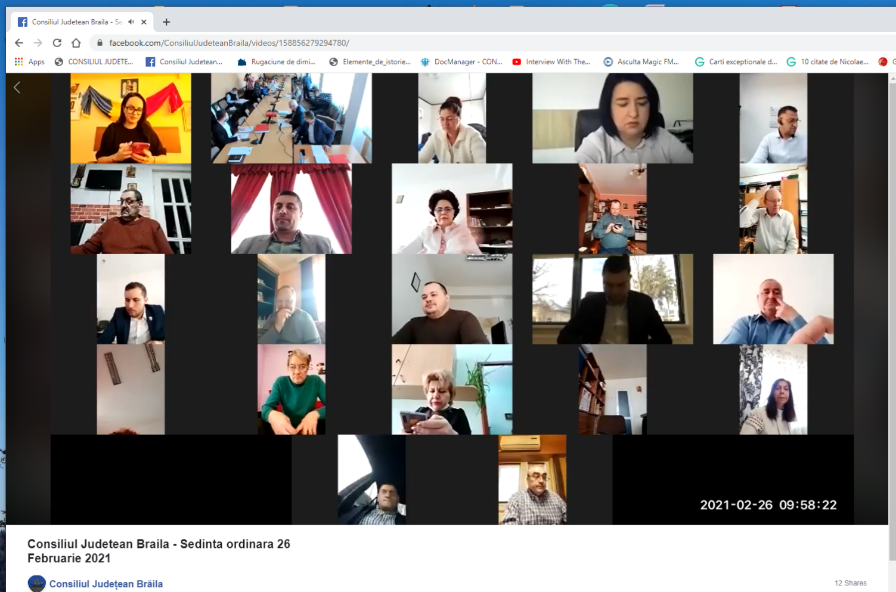 Consiliul Judetean Braila - Se
facebook.com/ConsiliulJudeteanBraila/videos/158856279294780/
Apps CONSILIUL JUDETE... Consiliul Judetean... Rugaciune de dimi... Elemente_de_istorie... DocManager - CON... Interview With The... Asculta Magic FM... Carti exceptionale d... 10 citate de Nicolae...
2021-02-26 09:58:22
Consiliul Judetean Braila - Sedinta ordinara 26
Februarie 2021
Consiliul Județean Brăila
12 Shares